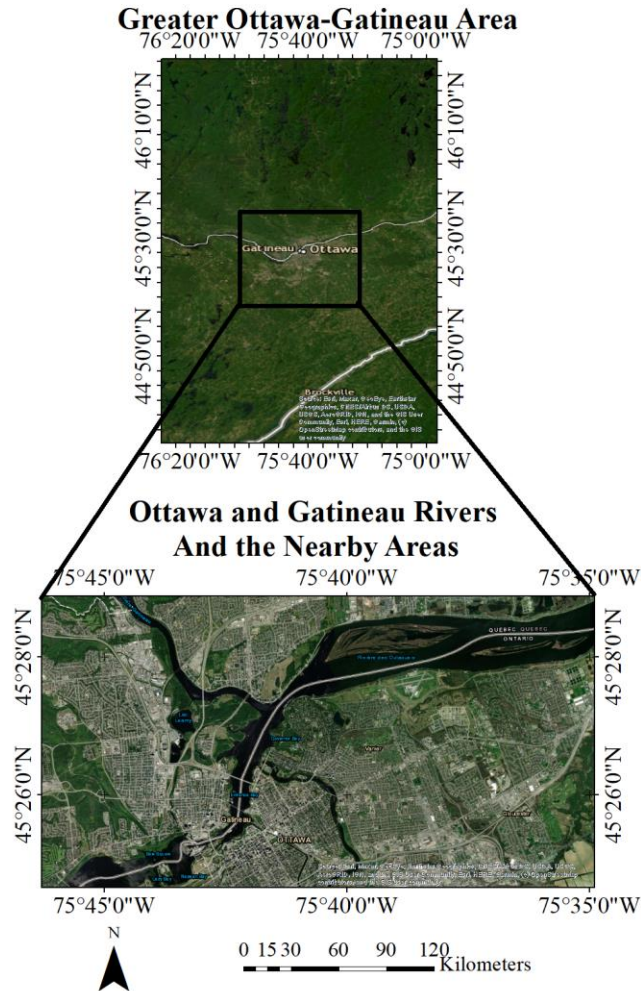 Greater Ottawa-Gatineau Area
76°20'0"W 75°40'0"W 75°0'0"W
46°10'0"N 46°10'0"N
45°30'0"N 45°30'0"N
Gatineau Ottawa
44°50'0"N 44°50'0"N
Brockville
76°20'0"W 75°40'0"W 75°0'0"W
Ottawa and Gatineau Rivers
And the Nearby Areas
75°45'0"W 75°40'0"W 75°35'0"W
QUÉBEC QUEBEC
ONTARIO
45°28'0"N 45°28'0"N
Vanier
45°26'0"N 45°26'0"N
Gatineau
OTTAWA
75°45'0"W 75°40'0"W 75°35'0"W
N
0 15 30 60 90 120
Kilometers